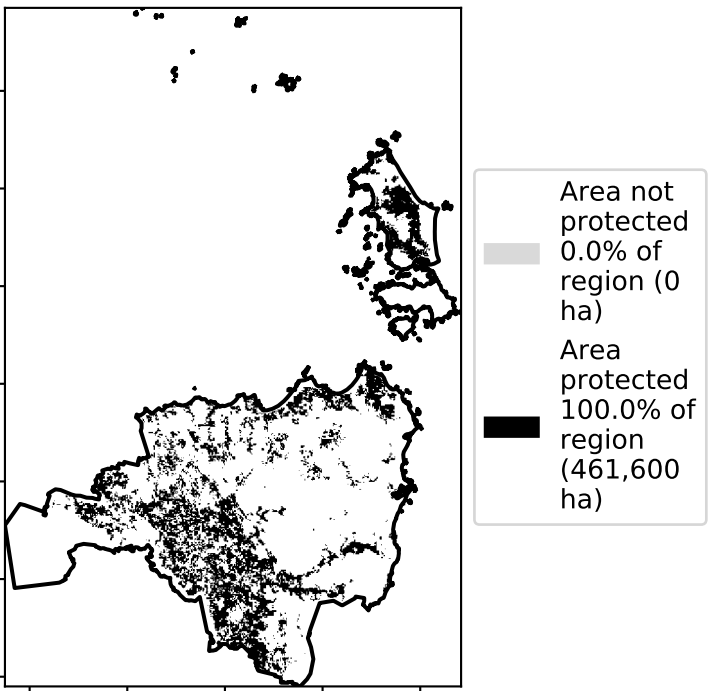 Area not
protected
0.0% of
region (0
ha)
Area
protected
100.0% of
region
(461,600
ha)